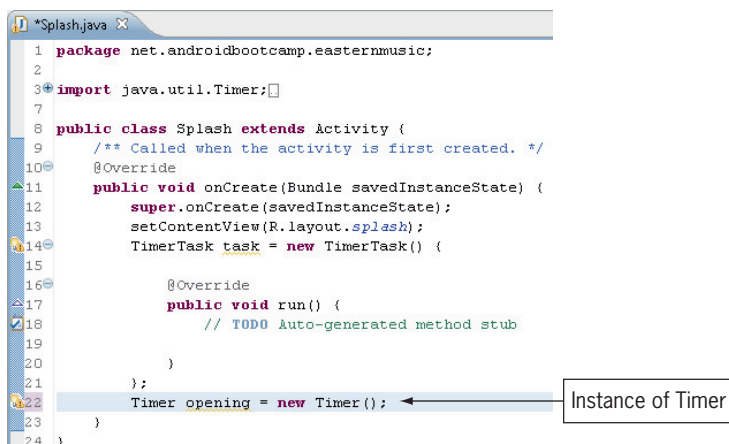 *Splash.java
1 package net.androidbootcamp.easternmusic;
2
3 import java.util.Timer;
7
8 public class Splash extends Activity {
9 /** Called when the activity is first created. */
10 @Override
11 public void onCreate(Bundle savedInstanceState) {
12 super.onCreate(savedInstanceState);
13 setContentView(R.layout.splash);
14 TimerTask task = new TimerTask() {
15
16 @Override
17 public void run() {
18 // TODO Auto-generated method stub
19
20 }
21 };
22 Timer opening = new Timer(); Instance of Timer
23 }
24 }